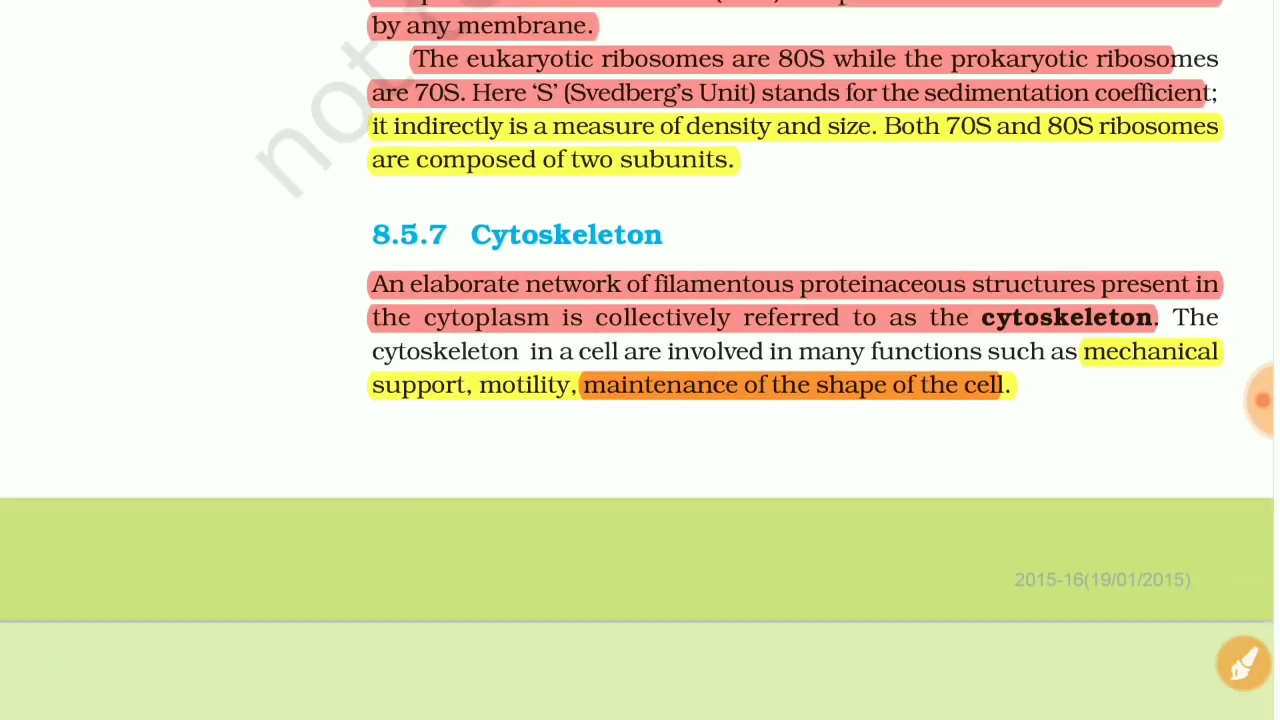 by any membrane.
The eukaryotic ribosomes are 80S while the prokaryotic ribosomes
are 70S. Here ‘S’ (Svedberg’s Unit) stands for the sedimentation coefficient;
it indirectly is a measure of density and size. Both 70S and 80S ribosomes
are composed of two subunits.
8.5.7 Cytoskeleton
An elaborate network of filamentous proteinaceous structures present in
the cytoplasm is collectively referred to as the cytoskeleton. The
cytoskeleton in a cell are involved in many functions such as mechanical
support, motility, maintenance of the shape of the cell.
2015-16(19/01/2015)
not